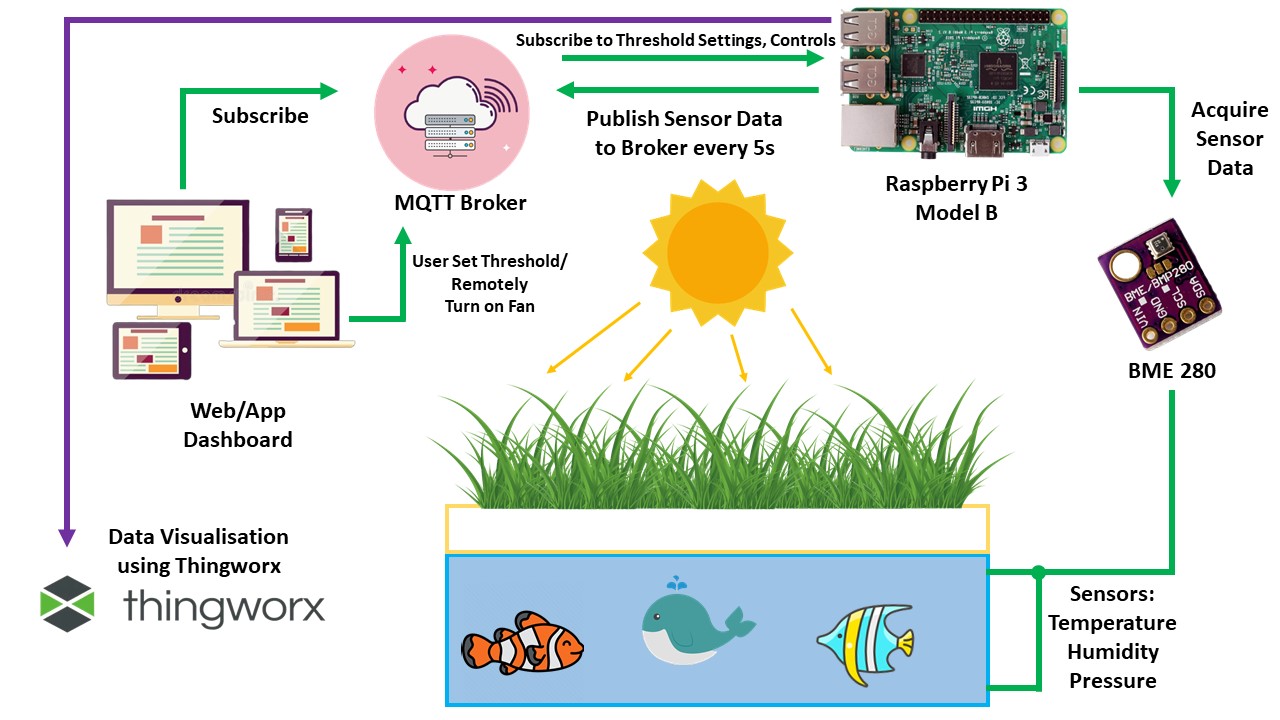 Subscribe to Threshold Settings, Controls
Subscribe
Publish Sensor Data
to Broker every 5s
MQTT Broker
Raspberry Pi 3
Model B
Acquire
Sensor
Data
User Set Threshold/
Remotely
Turn on Fan
BME/BMP280
VIN
GND
SCL
SDA
BME 280
Web/App
Dashboard
Data Visualisation
using Thingworx
thingworx
Sensors:
Temperature
Humidity
Pressure
HDMI